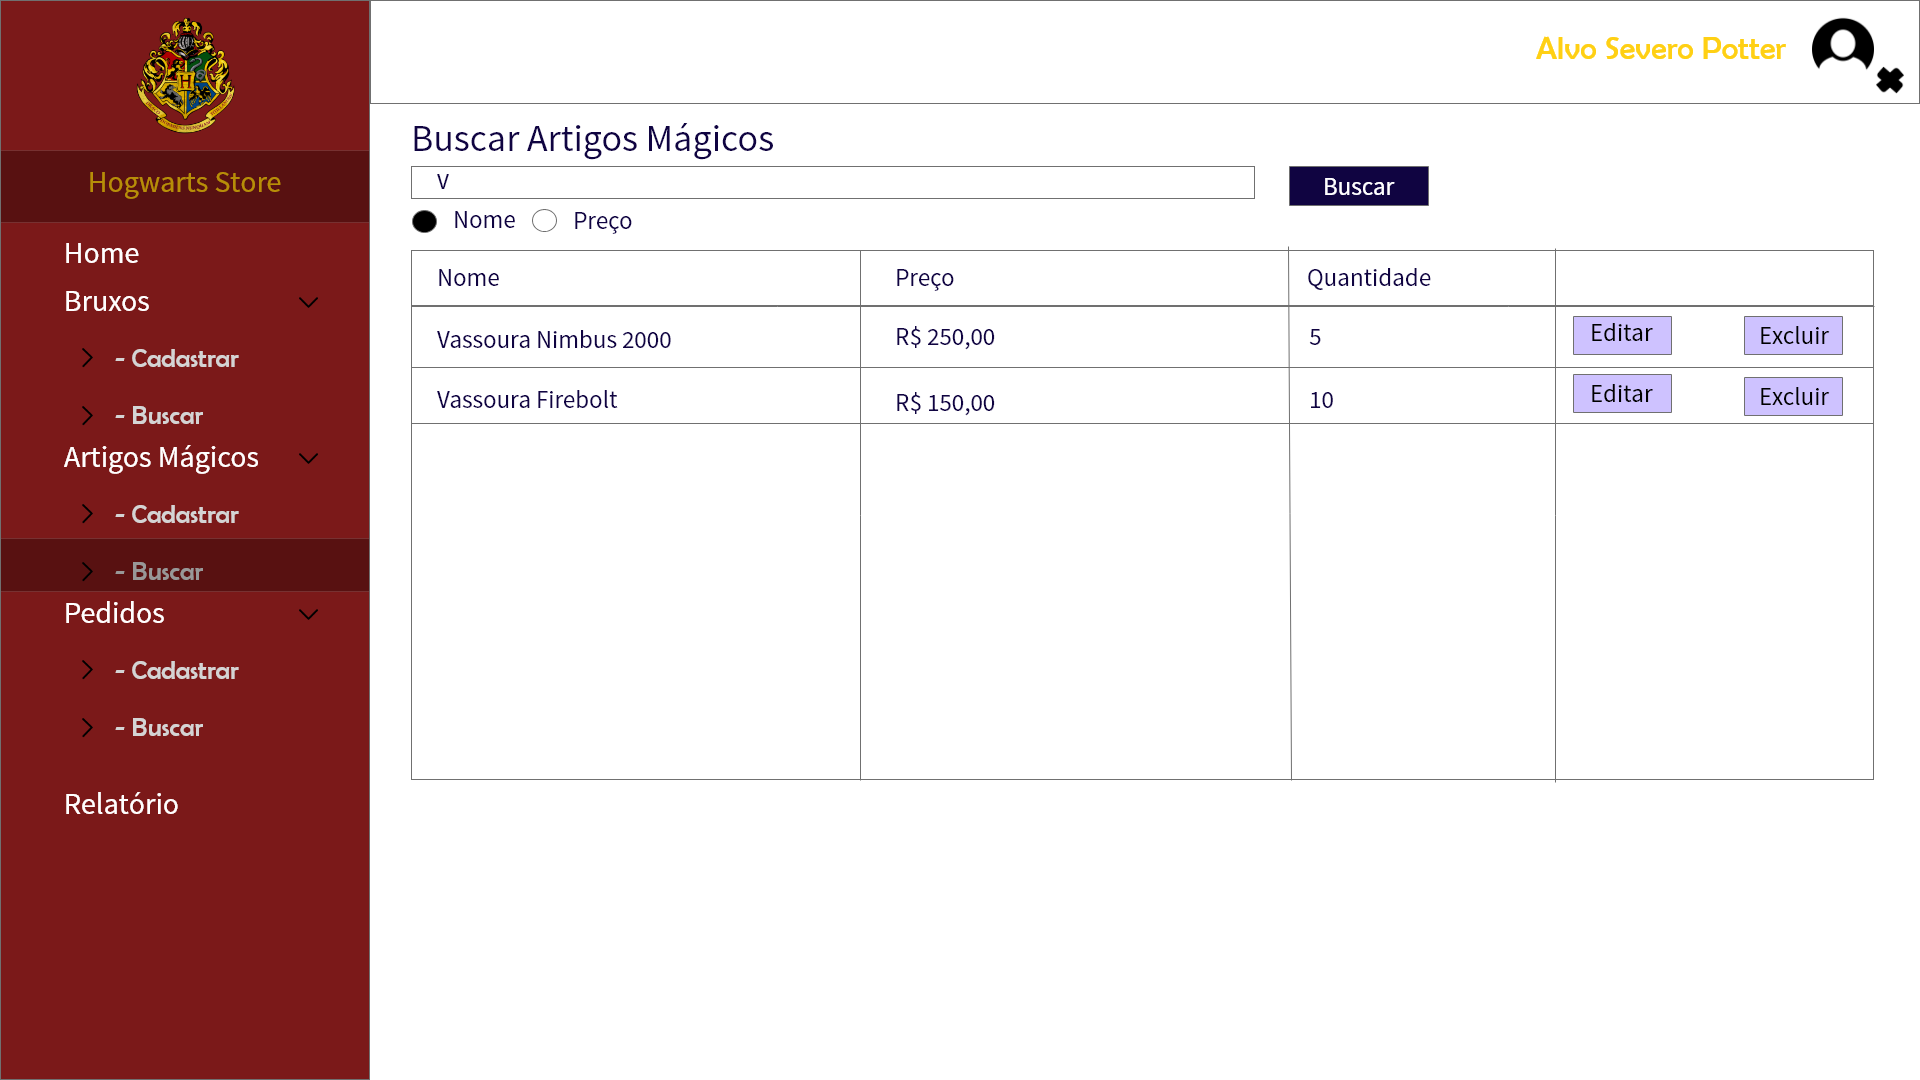 Alvo Severo Potter
Hogwarts Store
Home
Bruxos
- Cadastrar
- Buscar
Artigos Mágicos
- Cadastrar
- Buscar
Pedidos
- Cadastrar
- Buscar
Relatório
Buscar Artigos Mágicos
V
Buscar
Nome Preço
Nome Preço Quantidade
Vassoura Nimbus 2000 R$ 250,00 5 Editar Excluir
Vassoura Firebolt R$ 150,00 10 Editar Excluir